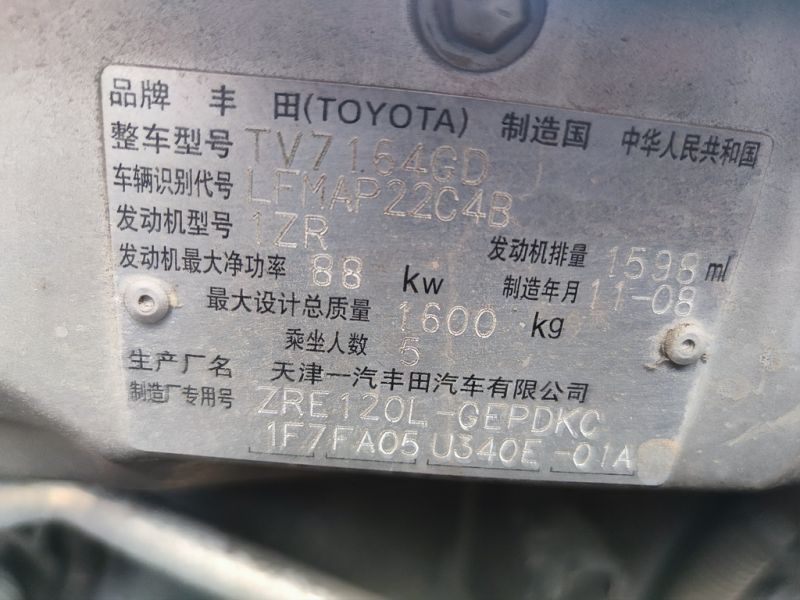 品牌 丰 田(TOYOTA) 制造国 中华人民共和国
整车型号 TV7164GD
车辆识别代号 LFMAP22C4B
发动机型号 1ZR 发动机排量 1598 ml
发动机最大净功率 88 kw 制造年月 11-08
最大设计总质量 1600 kg
乘坐人数 5
生产厂名 天津一汽丰田汽车有限公司
制造厂专用号 ZRE120L-GEPDKC
1F7 FA05 U340E -01A